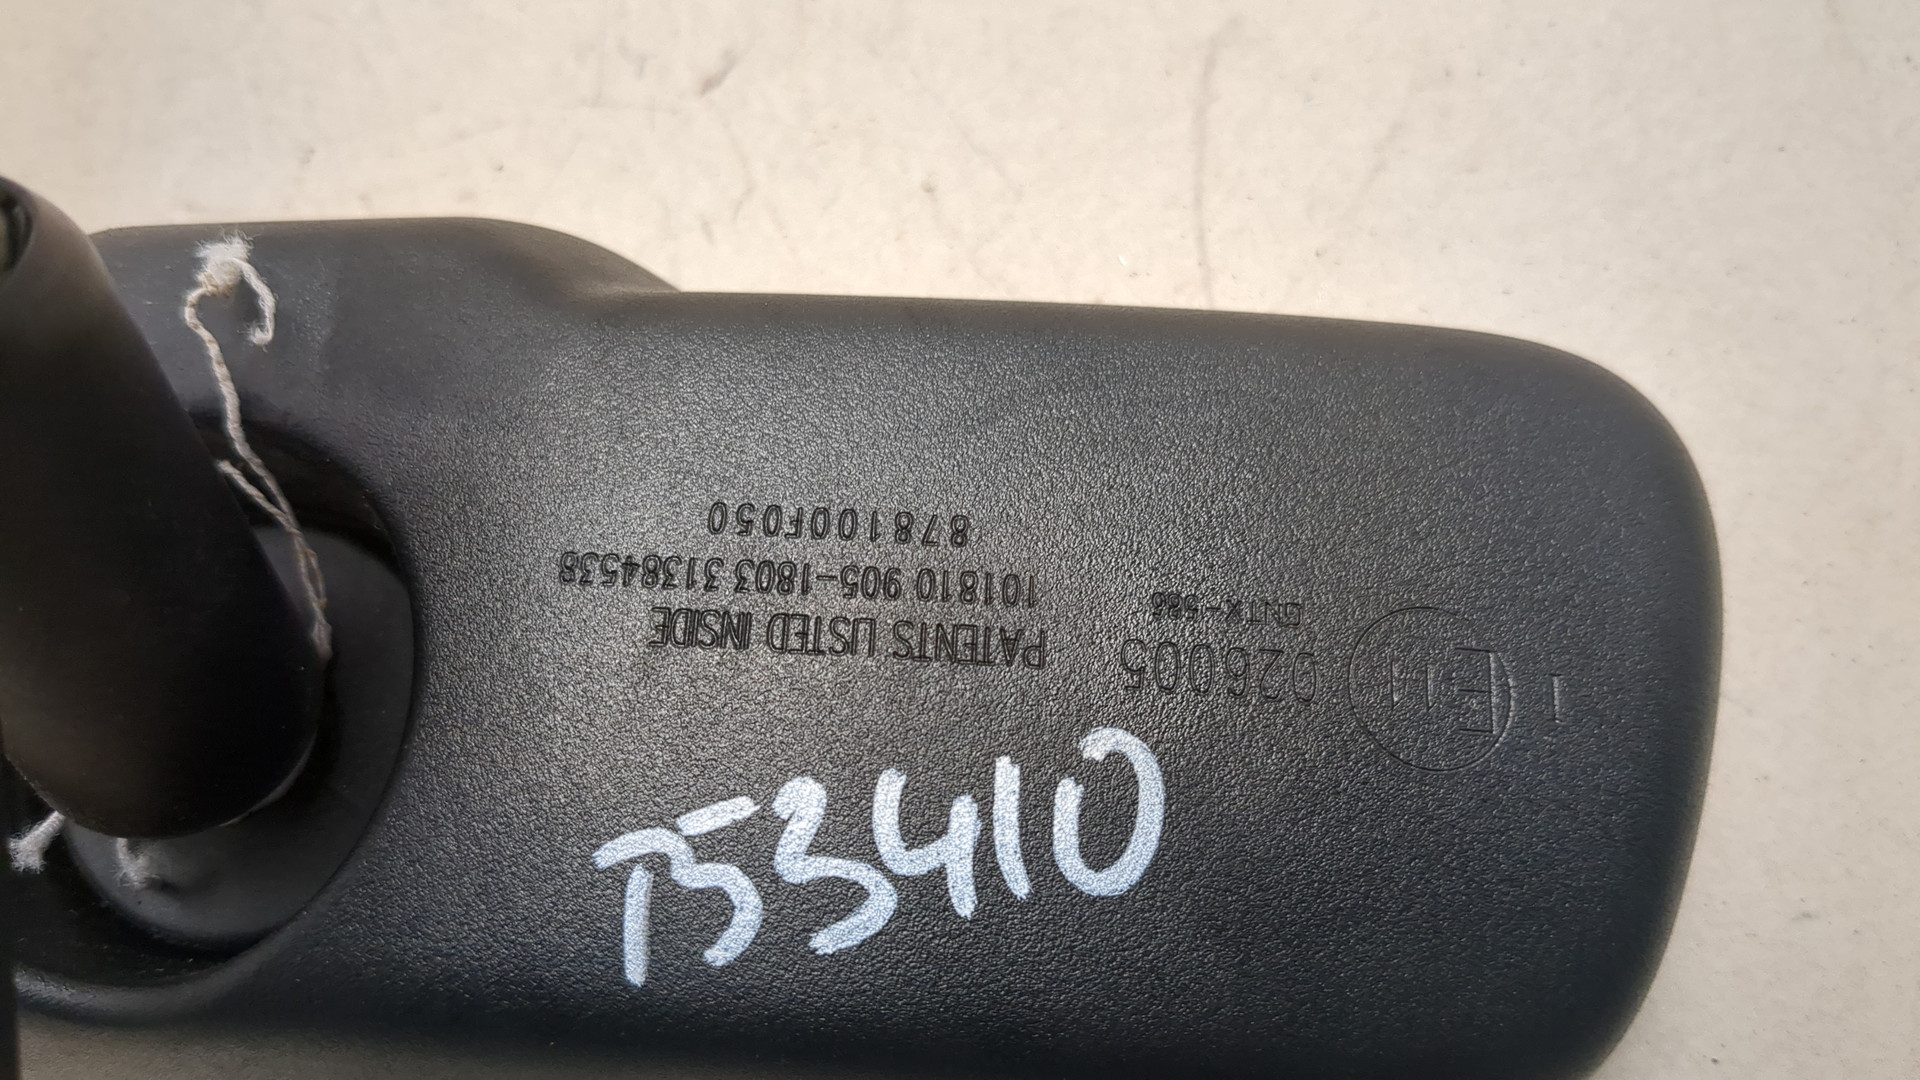 I E11 026005
GNTX-586
PATENTS LISTED INSIDE
101810 905-1803 31384538
878100F050
T53410